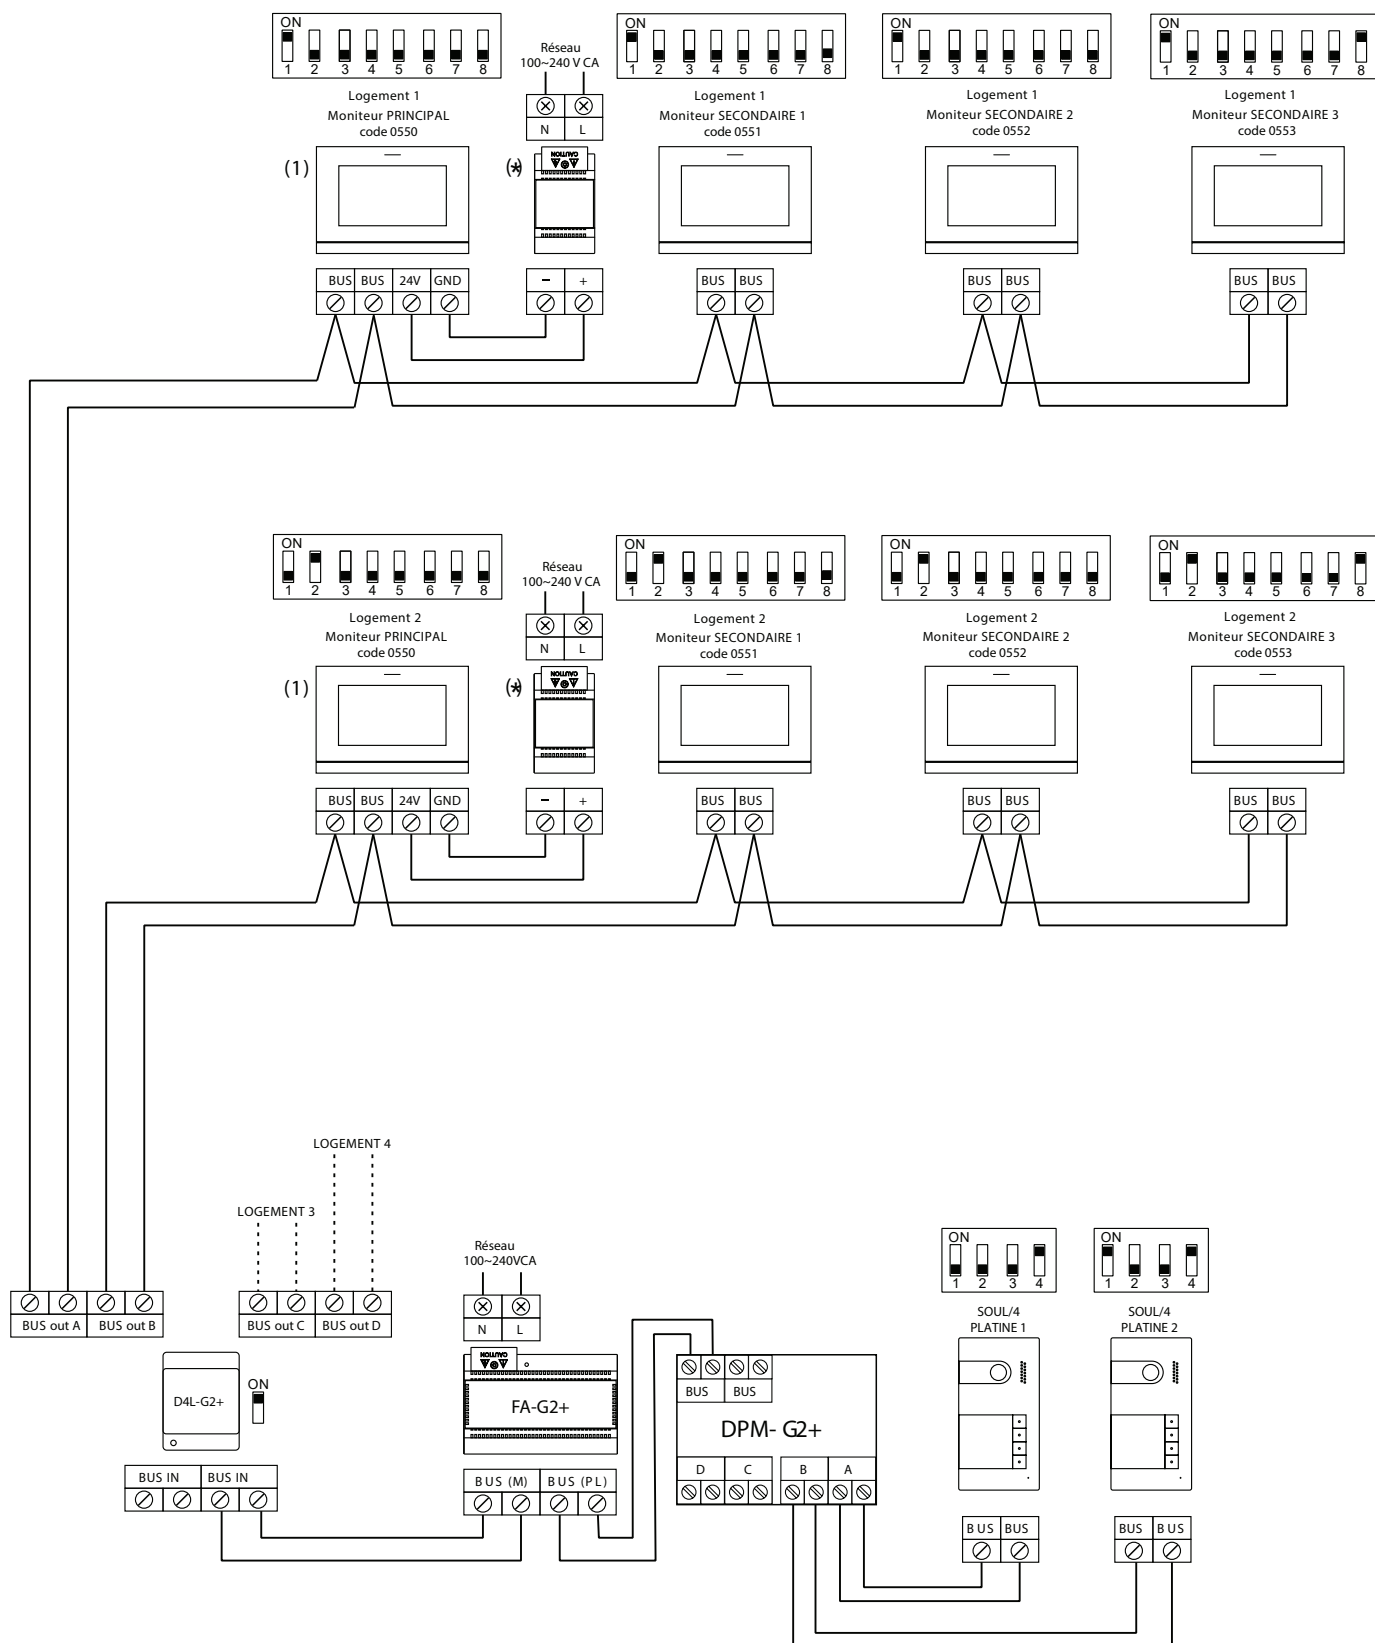 ON
1 2 3 4 5 6 7 8
Réseau
100~240 V CA
ON
1 2 3 4 5 6 7 8
ON
1 2 3 4 5 6 7 8
ON
1 2 3 4 5 6 7 8
Logement 1
Moniteur PRINCIPAL
code 0550
N L
Logement 1
Moniteur SECONDAIRE 1
code 0551
Logement 1
Moniteur SECONDAIRE 2
code 0552
Logement 1
Moniteur SECONDAIRE 3
code 0553
(1)
(*)
CAUTION
BUS BUS 24V GND
− +
BUS BUS
BUS BUS
BUS BUS
ON
1 2 3 4 5 6 7 8
Réseau
100~240 V CA
ON
1 2 3 4 5 6 7 8
ON
1 2 3 4 5 6 7 8
ON
1 2 3 4 5 6 7 8
Logement 2
Moniteur PRINCIPAL
code 0550
N L
Logement 2
Moniteur SECONDAIRE 1
code 0551
Logement 2
Moniteur SECONDAIRE 2
code 0552
Logement 2
Moniteur SECONDAIRE 3
code 0553
(1)
(*)
CAUTION
BUS BUS 24V GND
− +
BUS BUS
BUS BUS
BUS BUS
LOGEMENT 4
LOGEMENT 3
Réseau
100~240VCA
ON
1 2 3 4
ON
1 2 3 4
BUS out A BUS out B
BUS out C BUS out D
N L
SOUL/4
PLATINE 1
SOUL/4
PLATINE 2
CAUTION
D4L-G2+
ON
FA-G2+
BUS BUS
DPM- G2+
D C B A
BUS IN BUS IN
BUS (M) BUS (PL)
BUS BUS
BUS BUS